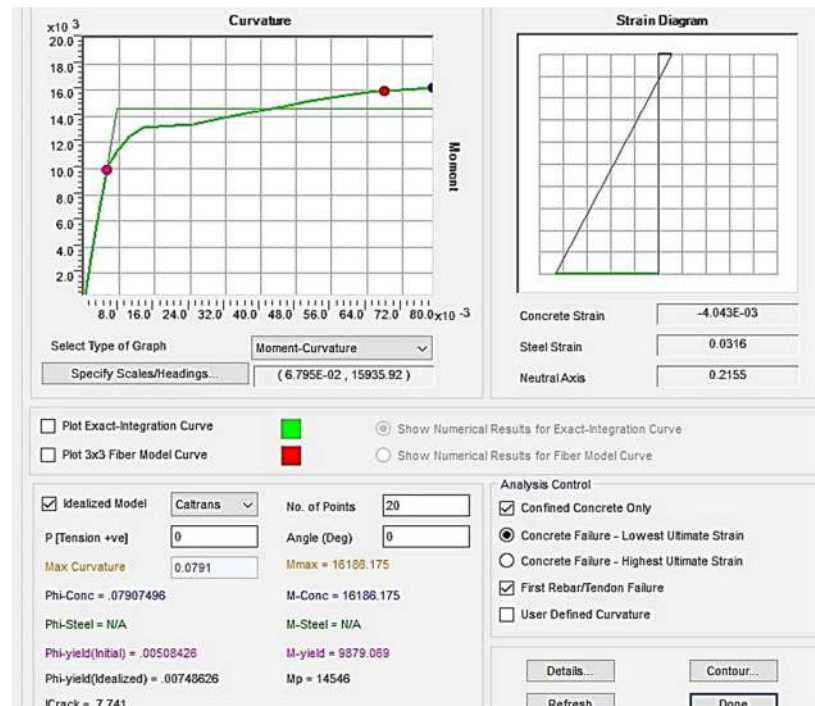 Curvature
x10 3
20.0
18.0
16.0
14.0
12.0
10.0
8.0
6.0
4.0
2.0
Moment
8.0 16.0 24.0 32.0 40.0 48.0 56.0 64.0 72.0 80.0 x10 -3
Select Type of Graph
Moment-Curvature
Specify Scales/Headings...
( 6.795E-02 , 15935.92 )
Strain Diagram
Concrete Strain -4.043E-03
Steel Strain 0.0316
Neutral Axis 0.2155
Plot Exact-Integration Curve
Show Numerical Results for Exact-Integration Curve
Plot 3x3 Fiber Model Curve
Show Numerical Results for Fiber Model Curve
Idealized Model Caltrans No. of Points 20
P [Tension +ve] 0 Angle (Deg) 0
Max Curvature 0.0791 Mmax = 16186.175
Phi-Conc = .07907496 M-Conc = 16186.175
Phi-Steel = N/A M-Steel = N/A
Phi-yield(Initial) = .00508426 M-yield = 9879.069
Phi-yield(Idealized) = .00748626 Mp = 14546
ICrack = 7.741
Analysis Control
Confined Concrete Only
Concrete Failure - Lowest Ultimate Strain
Concrete Failure - Highest Ultimate Strain
First Rebar/Tendon Failure
User Defined Curvature
Details... Contour...
Refresh Done